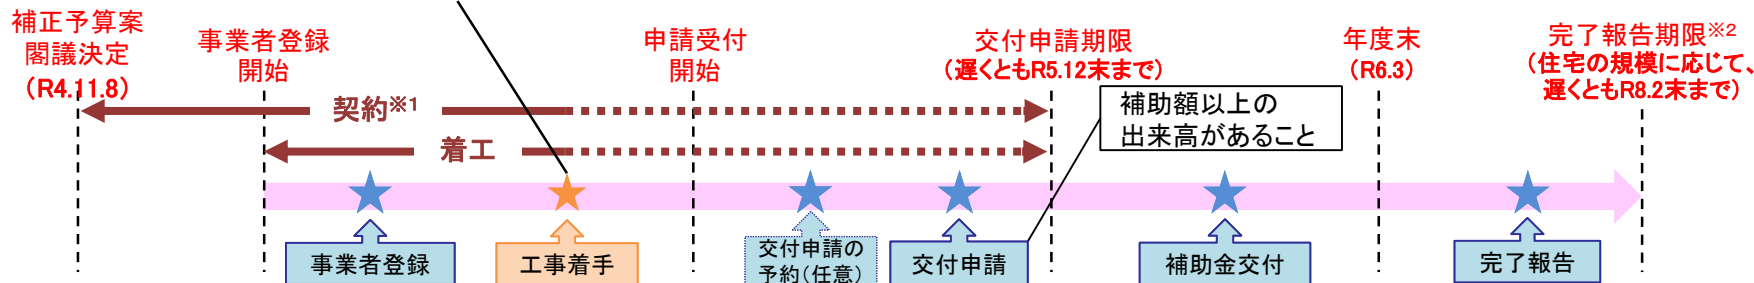 補正予算案
閣議決定
(R4.11.8)
事業者登録
開始
申請受付
開始
交付申請期限
(遅くともR5.12末まで)
年度末
(R6.3)
完了報告期限※2
(住宅の規模に応じて、
遅くともR8.2末まで)
契約※1
着工
補助額以上の
出来高があること
事業者登録
工事着手
交付申請の
予約(任意)
交付申請
補助金交付
完了報告